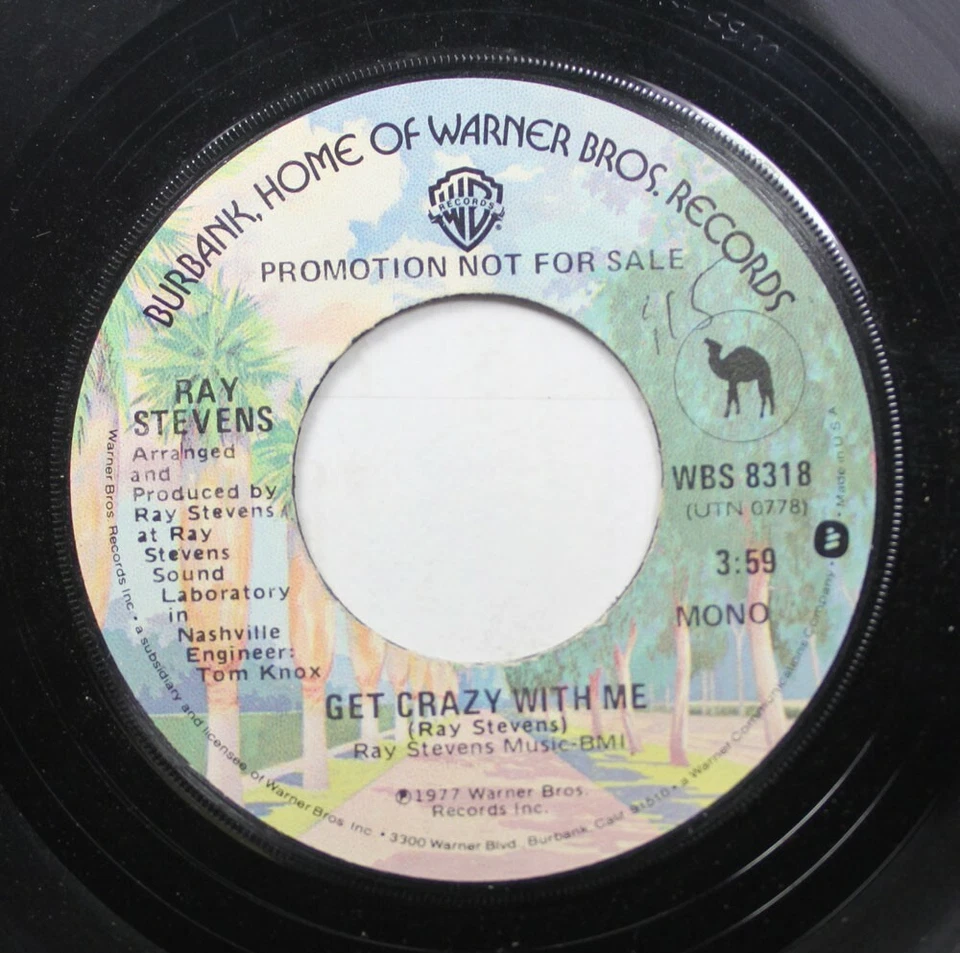 BURBANK, HOME OF WARNER BROS. RECORDS
RECORDS
PROMOTION NOT FOR SALE
RAY
STEVENS
Arranged
and
Produced by
Ray Stevens
at Ray
Stevens
Sound
Laboratory
in
Nashville
Engineer:
Tom Knox
WBS 8318
(UTN 0778)
3:59
MONO
GET CRAZY WITH ME
(Ray Stevens)
Ray Stevens Music-BMI
℗1977 Warner Bros.
Records Inc.
Warner Bros. Records Inc. • a subsidiary and licensee of Warner Bros. Inc. • 3300 Warner Blvd., Burbank, Calif. 91510 • a Warner Communications Company • Made in U.S.A.